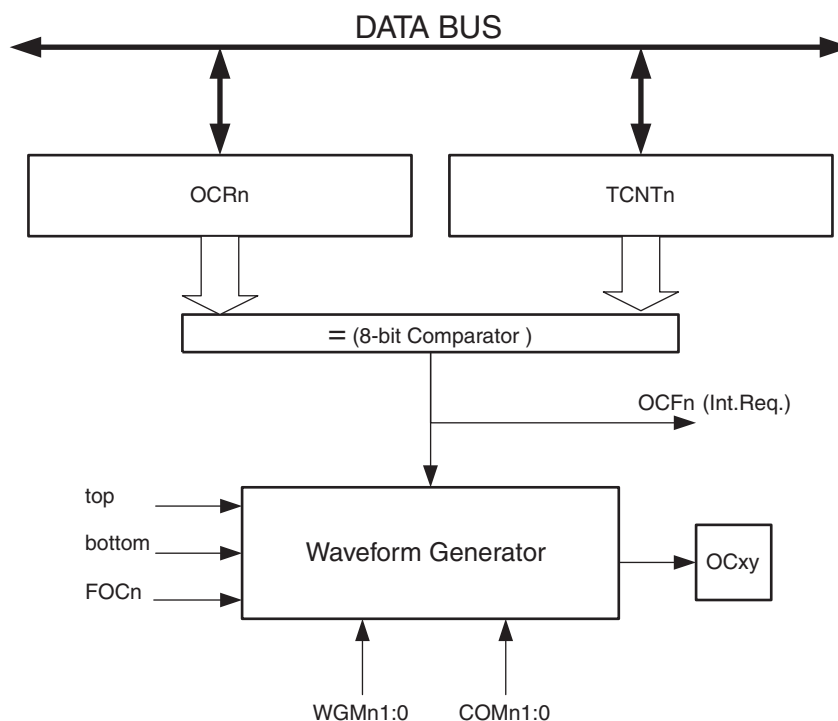 DATA BUS
OCRn
TCNTn
= (8-bit Comparator )
OCFn (Int.Req.)
top
bottom
FOCn
Waveform Generator
OCxy
WGMn1:0
COMn1:0